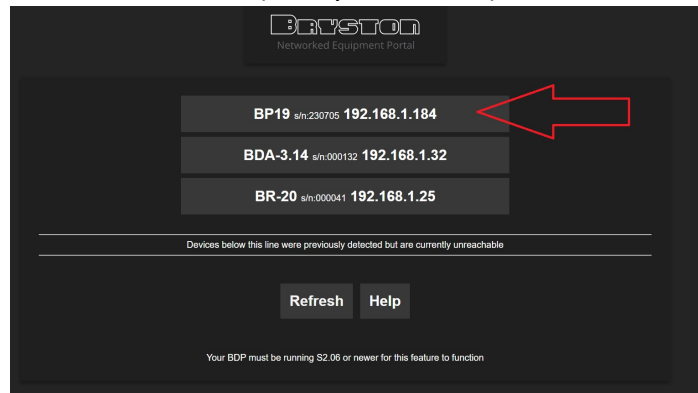 BRYSTON
Networked Equipment Portal
BP19 s/n:230705 192.168.1.184
BDA-3.14 s/n:000132 192.168.1.32
BR-20 s/n:000041 192.168.1.25
Devices below this line were previously detected but are currently unreachable
Refresh Help
Your BDP must be running S2.06 or newer for this feature to function